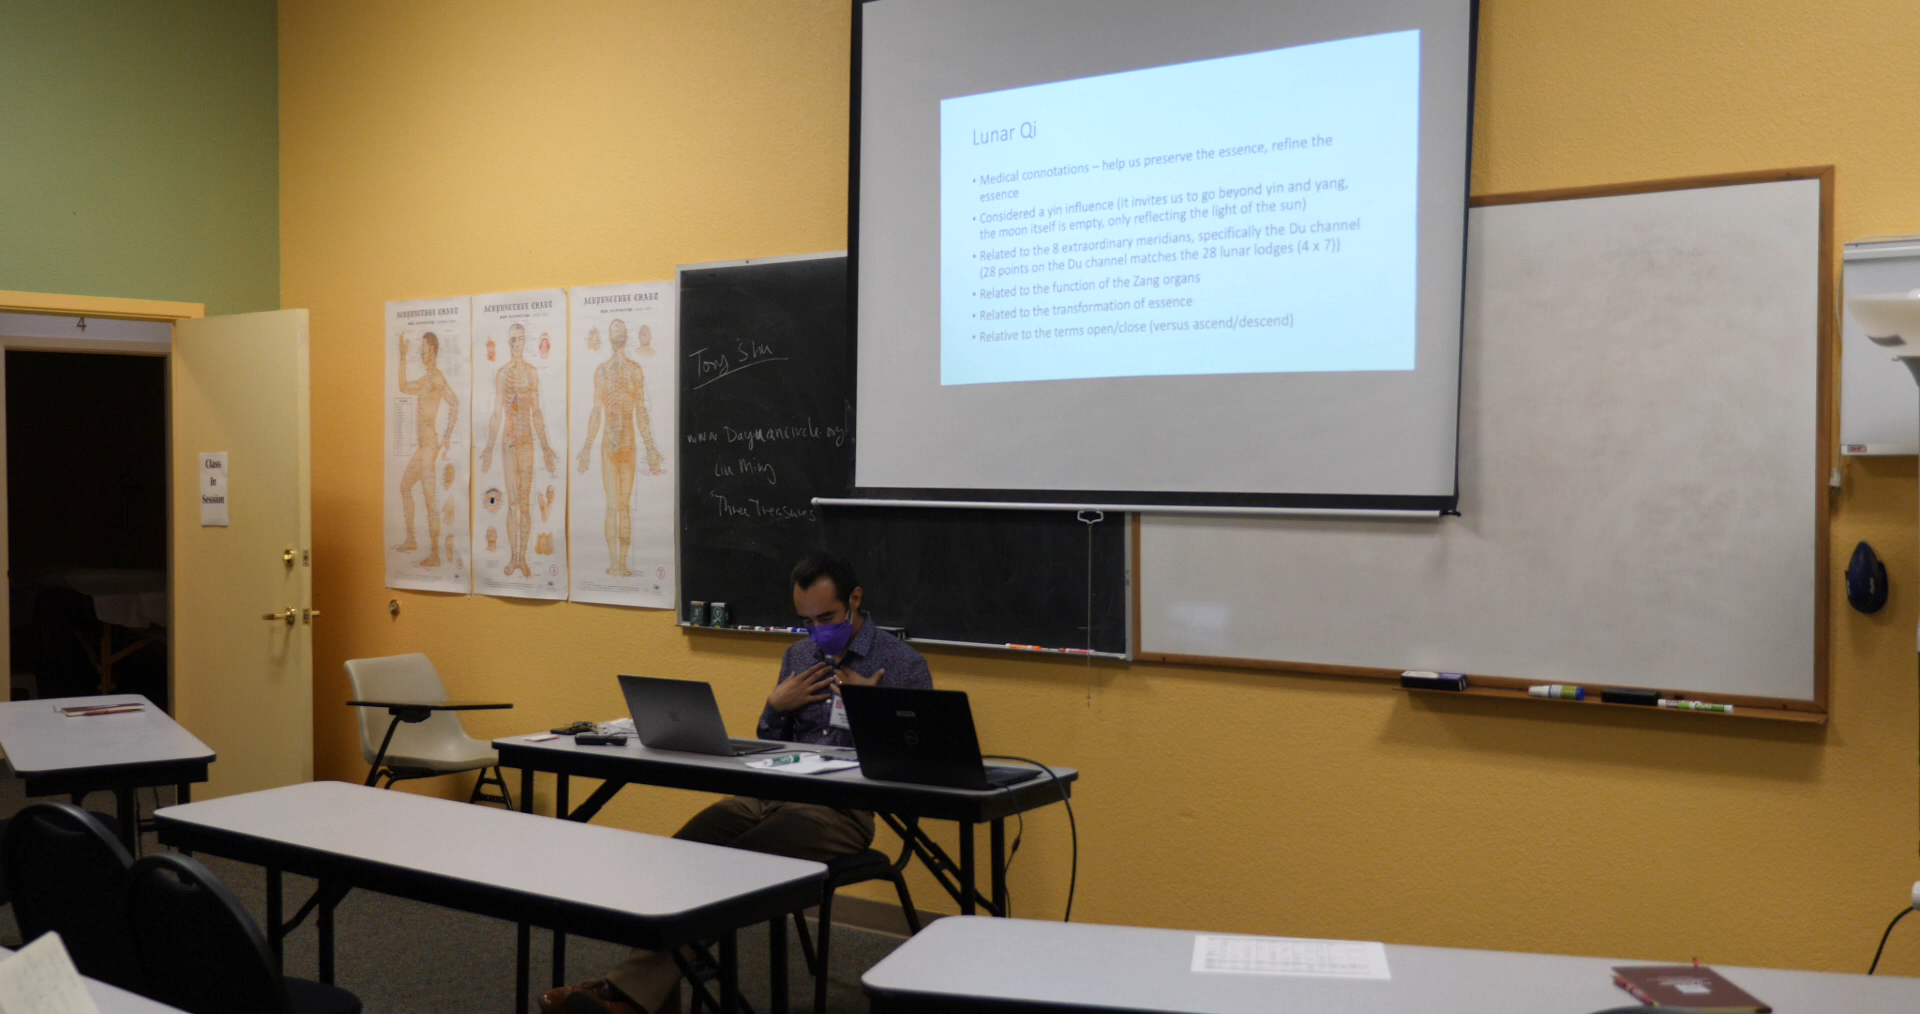 4
Class
In
Session
ACUPUNCTURE CHART
ACUPUNCTURE CHART
ACUPUNCTURE CHART
Tong Shu
www Dayuancircle.org
Liu Ming
"Three Treasures
Lunar Qi
• Medical connotations – help us preserve the essence, refine the
essence
• Considered a yin influence (it invites us to go beyond yin and yang,
the moon itself is empty, only reflecting the light of the sun)
• Related to the 8 extraordinary meridians, specifically the Du channel
(28 points on the Du channel matches the 28 lunar lodges (4 x 7))
• Related to the function of the Zang organs
• Related to the transformation of essence
• Relative to the terms open/close (versus ascend/descend)